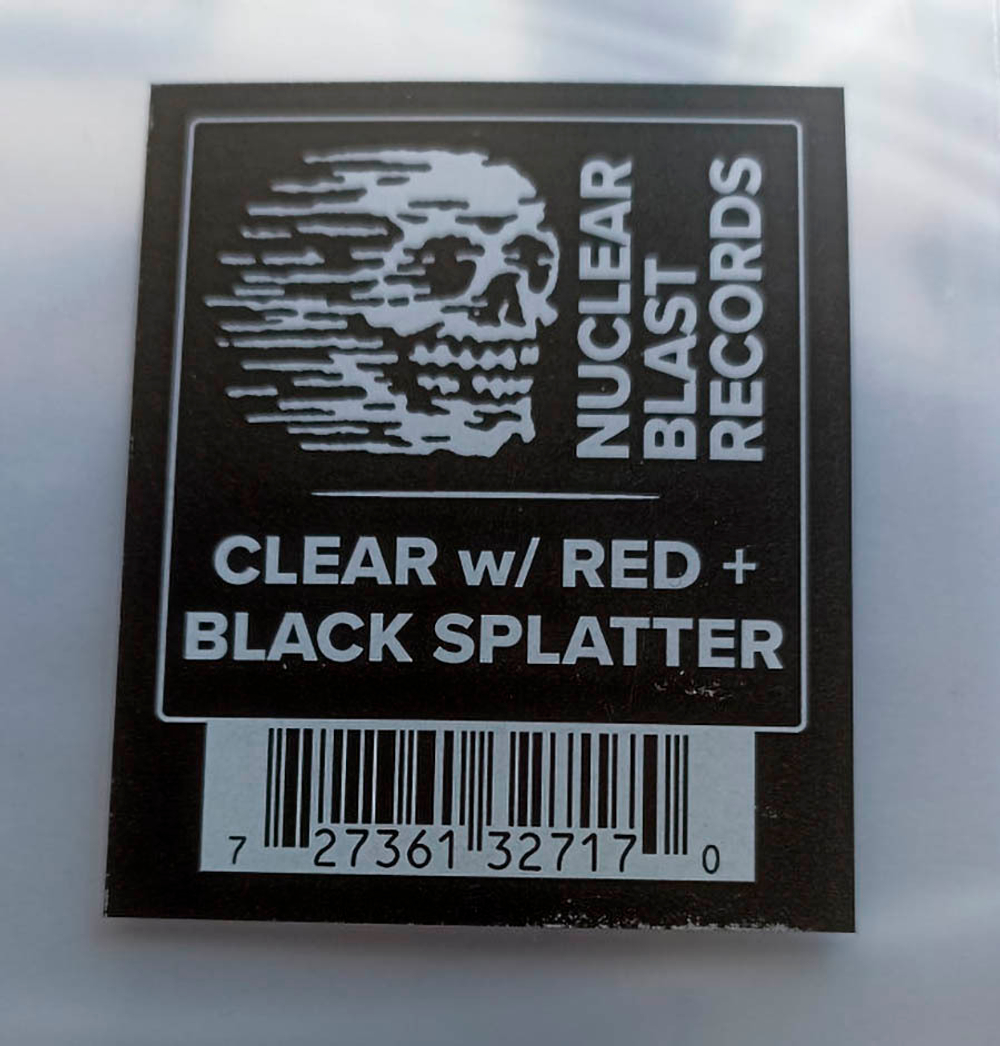 NUCLEAR
BLAST
RECORDS
CLEAR w/ RED +
BLACK SPLATTER
7 27361 32717 0